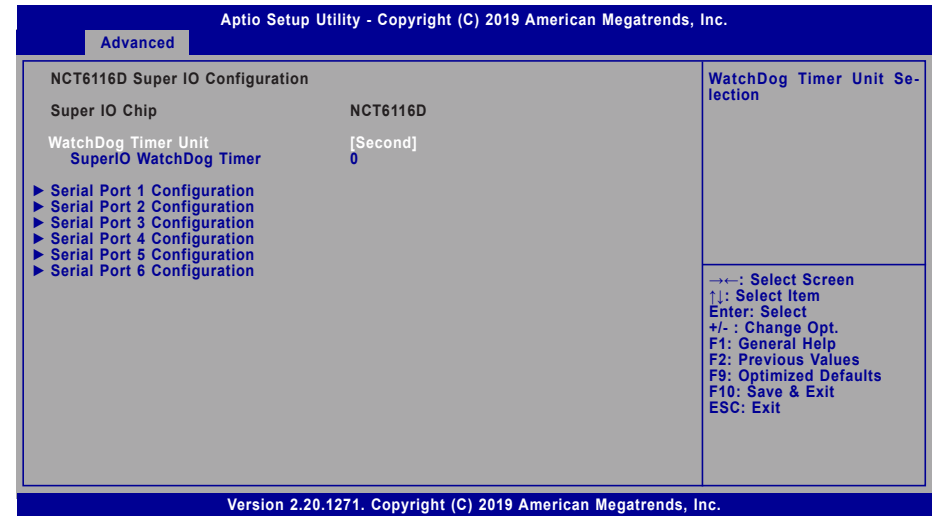 Aptio Setup Utility - Copyright (C) 2019 American Megatrends, Inc.
Advanced
NCT6116D Super IO Configuration
Super IO Chip NCT6116D
WatchDog Timer Unit [Second]
SuperIO WatchDog Timer 0
► Serial Port 1 Configuration
► Serial Port 2 Configuration
► Serial Port 3 Configuration
► Serial Port 4 Configuration
► Serial Port 5 Configuration
► Serial Port 6 Configuration
WatchDog Timer Unit Se-
lection
→←: Select Screen
↑↓: Select Item
Enter: Select
+/- : Change Opt.
F1: General Help
F2: Previous Values
F9: Optimized Defaults
F10: Save & Exit
ESC: Exit
Version 2.20.1271. Copyright (C) 2019 American Megatrends, Inc.